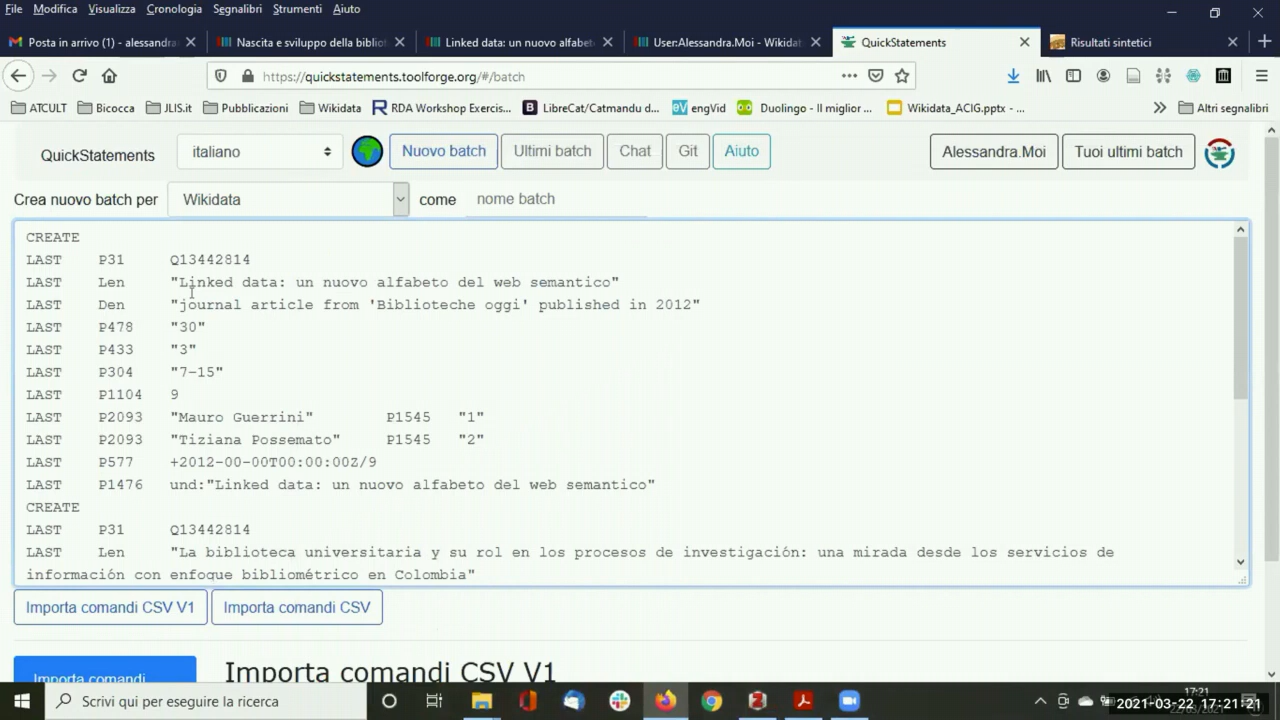 File Modifica Visualizza Cronologia Segnalibri Strumenti Aiuto
Posta in arrivo (1) - alessandra Nascita e sviluppo della bibliot Linked data: un nuovo alfabet User:Alessandra.Moi - Wikidat QuickStatements Risultati sintetici
https://quickstatements.toolforge.org/#/batch
ATCULT Bicocca JLIS.it Pubblicazioni Wikidata RDA Workshop Exercis... LibreCat/Catmandu d... engVid Duolingo - Il miglior ... Wikidata_ACIG.pptx - ... Altri segnalibri
QuickStatements italiano Nuovo batch Ultimi batch Chat Git Aiuto Alessandra.Moi Tuoi ultimi batch
Crea nuovo batch per Wikidata come nome batch
CREATE
LAST P31 Q13442814
LAST Len "Linked data: un nuovo alfabeto del web semantico"
LAST Den "journal article from 'Biblioteche oggi' published in 2012"
LAST P478 "30"
LAST P433 "3"
LAST P304 "7–15"
LAST P1104 9
LAST P2093 "Mauro Guerrini" P1545 "1"
LAST P2093 "Tiziana Possemato" P1545 "2"
LAST P577 +2012-00-00T00:00:00Z/9
LAST P1476 und:"Linked data: un nuovo alfabeto del web semantico"
CREATE
LAST P31 Q13442814
LAST Len "La biblioteca universitaria y su rol en los procesos de investigación: una mirada desde los servicios de
información con enfoque bibliométrico en Colombia"
Importa comandi CSV V1 Importa comandi CSV
Importa comandi Importa comandi CSV V1
Scrivi qui per eseguire la ricerca
17:21
2021-03-22 17:21:21